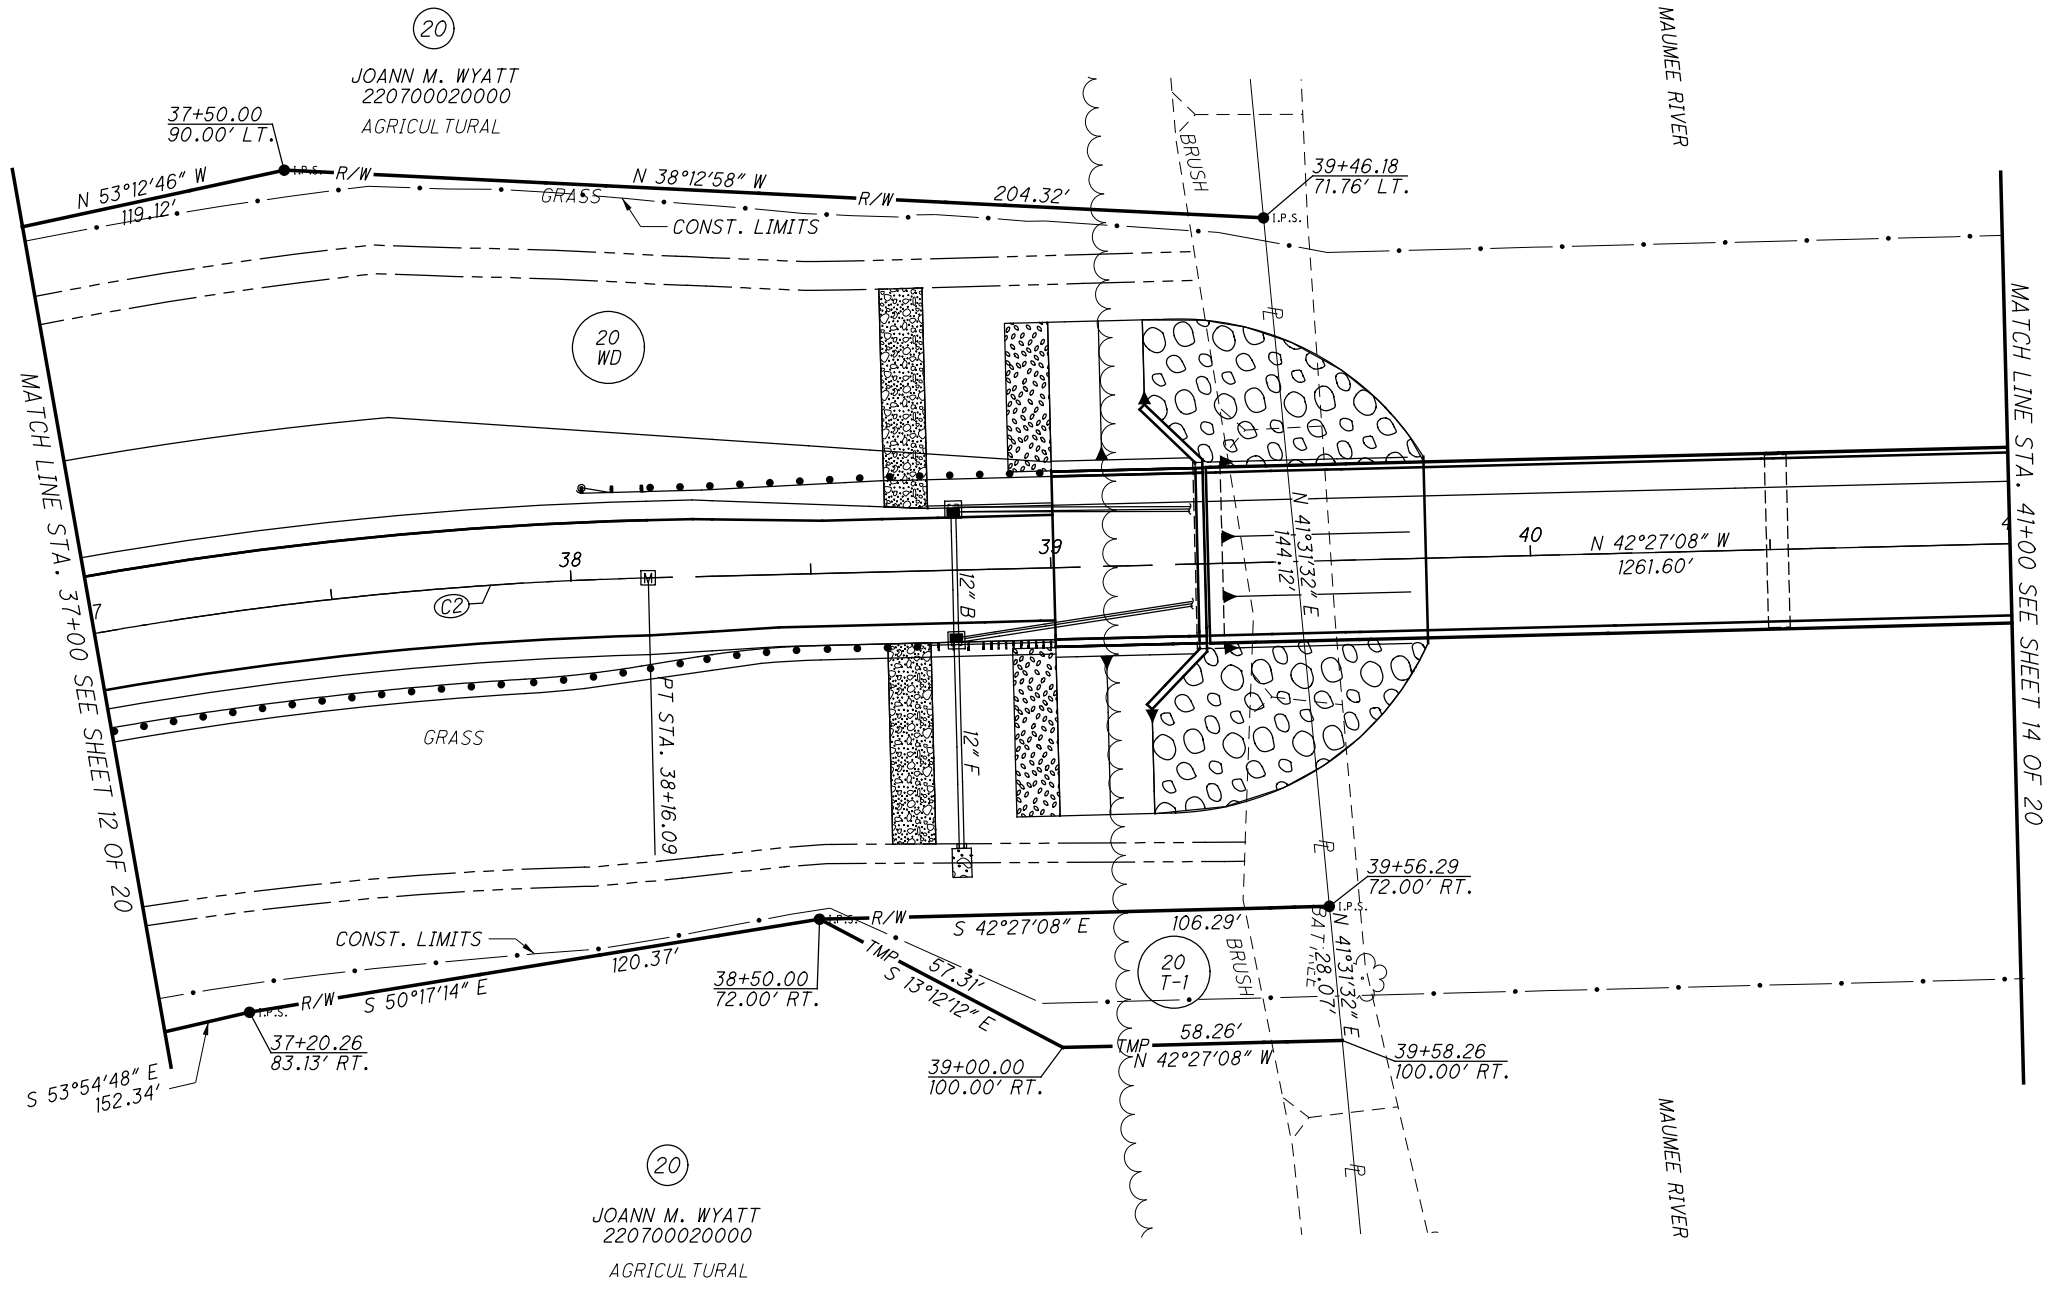 20
JOANN M. WYATT
220700020000
AGRICULTURAL
MAUMEE RIVER
37+50.00
90.00' LT.
I.P.S.
R/W
N 53°12'46" W
119.12'
GRASS
N 38°12'58" W
R/W
204.32'
CONST. LIMITS
BRUSH
39+46.18
71.76' LT.
I.P.S.
PL
20
WD
MATCH LINE STA. 37+00 SEE SHEET 12 OF 20
MATCH LINE STA. 41+00 SEE SHEET 14 OF 20
7
38
M
C2
39
12" B
N 41°31'32" E
144.12'
40
N 42°27'08" W
1261.60'
4
GRASS
PT STA. 38+16.09
12" F
PL
39+56.29
72.00' RT.
I.P.S.
CONST. LIMITS
120.37'
I.P.S.
R/W
S 42°27'08" E
106.29'
38+50.00
72.00' RT.
TMP
57.31'
S 13°12'12" E
20
T-1
BRUSH
N 41°31'32" E
28.07'
R/W
S 50°17'14" E
I.P.S.
37+20.26
83.13' RT.
S 53°54'48" E
152.34'
39+00.00
100.00' RT.
58.26'
TMP
N 42°27'08" W
39+58.26
100.00' RT.
PL
MAUMEE RIVER
20
JOANN M. WYATT
220700020000
AGRICULTURAL